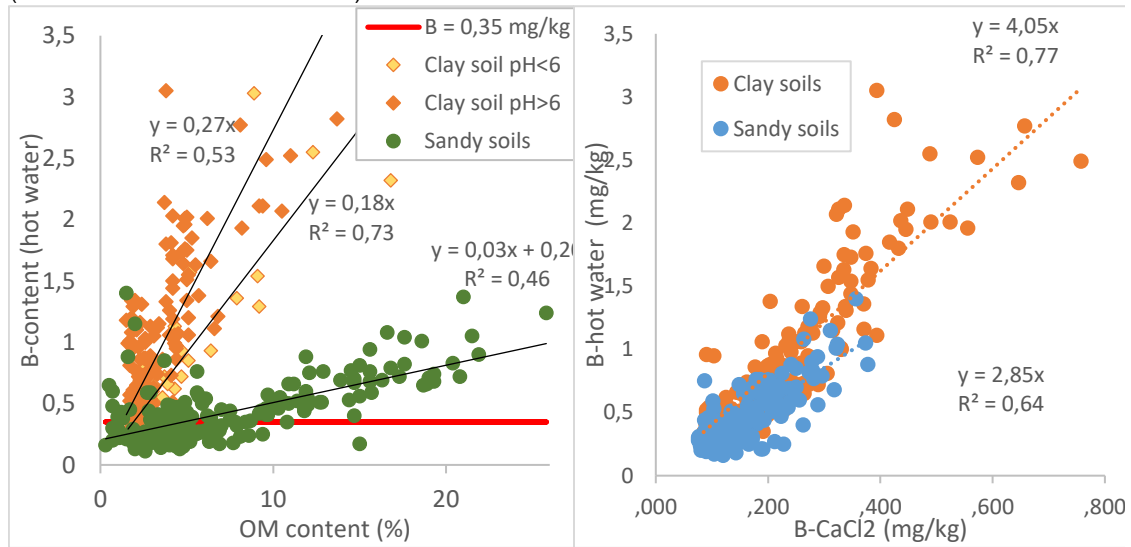 3,5
3
2,5
2
1,5
1
0,5
0
0
10
20
B-content (hot water)
OM content (%)
B = 0,35 mg/kg
Clay soil pH<6
Clay soil pH>6
Sandy soils
y = 0,27x
R² = 0,53
y = 0,18x
R² = 0,73
y = 0,03x + 0,20
R² = 0,46
3,5
3
2,5
2
1,5
1
0,5
0
,000
,200
,400
,600
,800
B-hot water (mg/kg)
B-CaCl2 (mg/kg)
Clay soils
Sandy soils
y = 4,05x
R² = 0,77
y = 2,85x
R² = 0,64